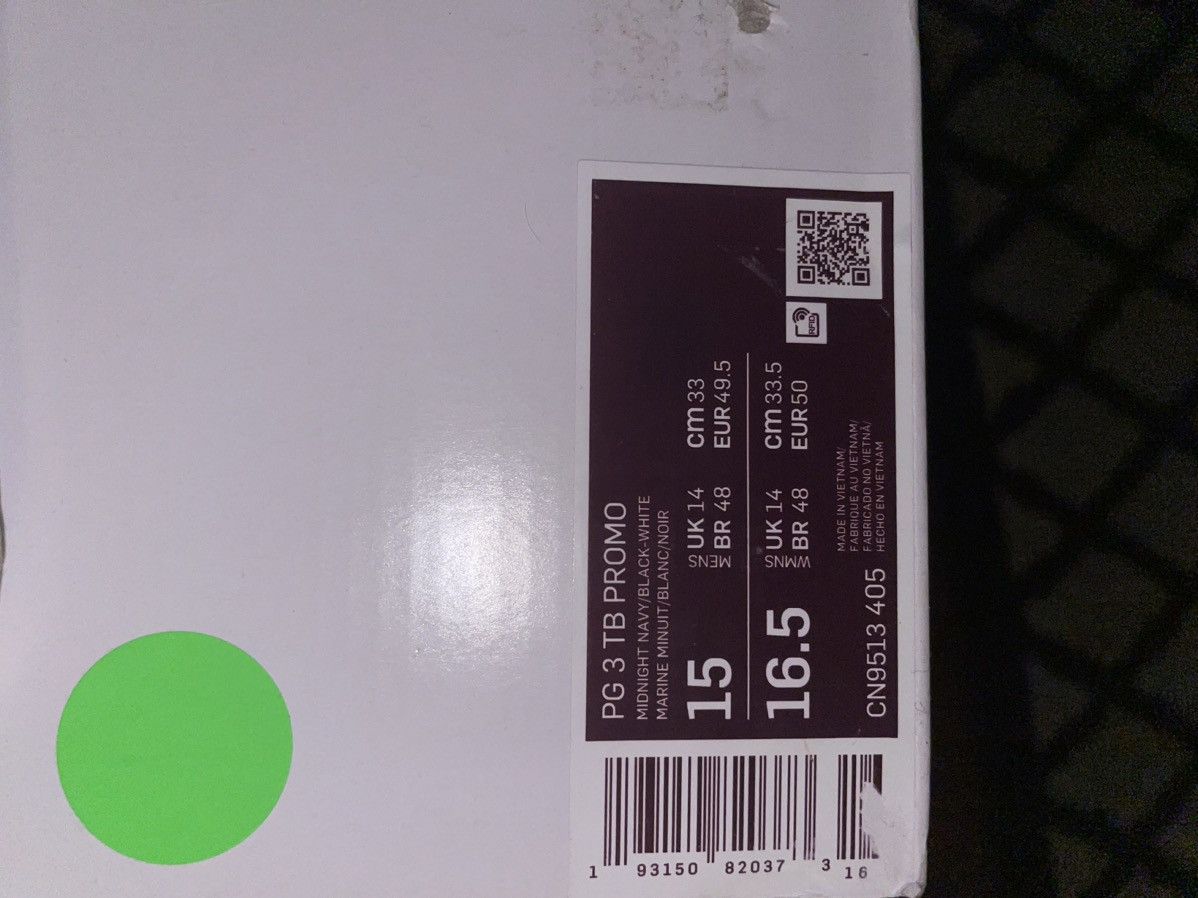 PG 3 TB PROMO
MIDNIGHT NAVY/BLACK-WHITE
MARINE MINUIT/BLANC/NOIR
15
MENS
UK 14
BR 48
cm 33
EUR 49.5
16.5
WMNS
UK 14
BR 48
cm 33.5
EUR 50
RFID
CN9513 405
MADE IN VIETNAM/
FABRIQUE AU VIETNAM/
FABRICADO NO VIETNÃ/
HECHO EN VIETNAM
1 93150 82037 3 16